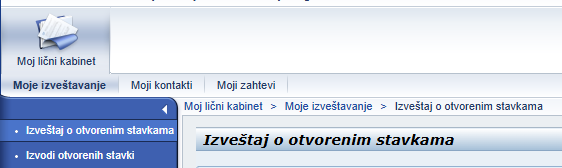 Moj lični kabinet
Moje izveštavanje Moji kontakti Moji zahtevi
Moj lični kabinet > Moje izveštavanje > Izveštaj o otvorenim stavkama
Izveštaj o otvorenim stavkama
Izvodi otvorenih stavki
Izveštaj o otvorenim stavkama